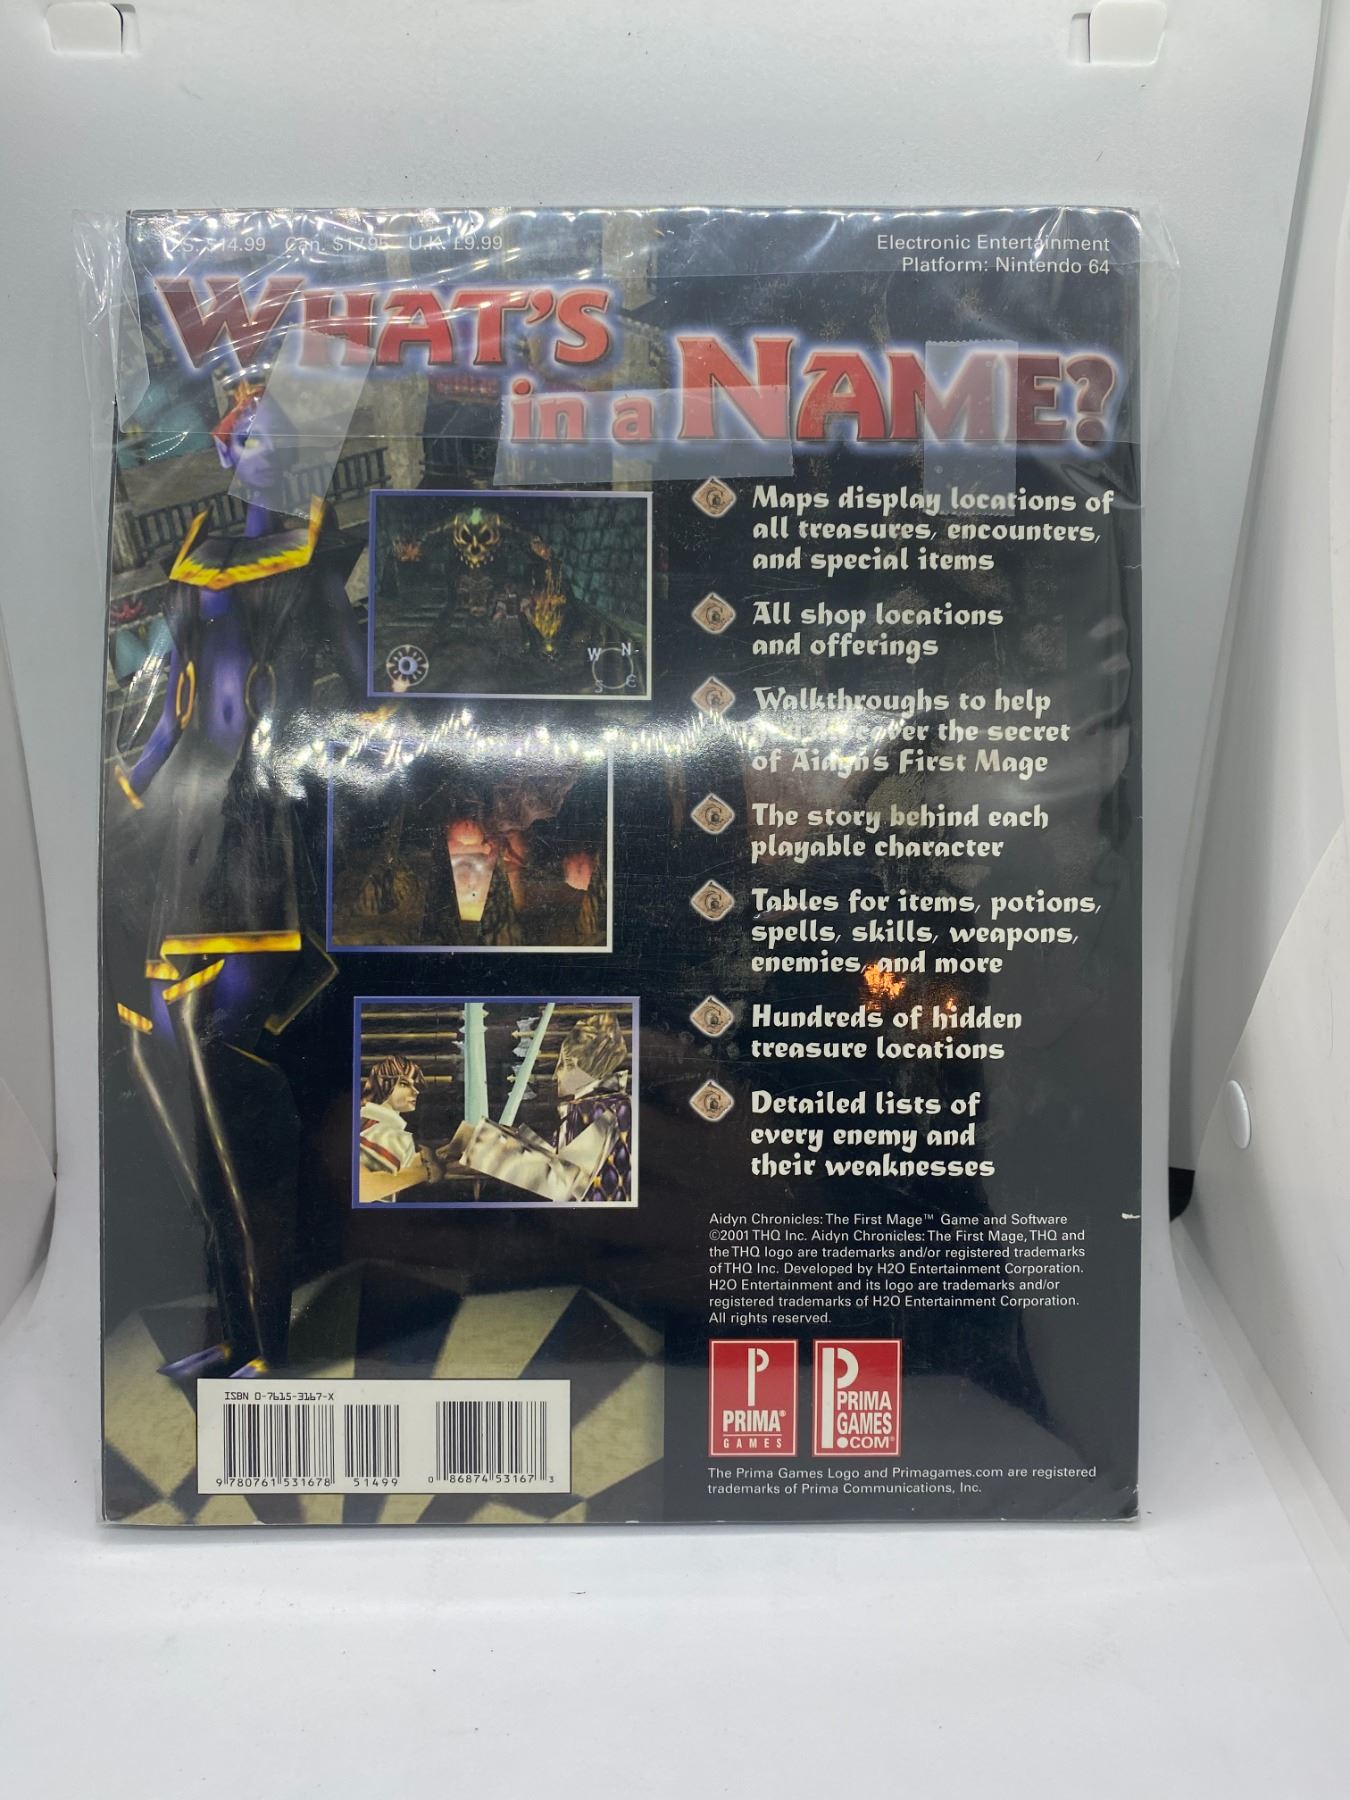 U.S. $14.99 Can. $17.95 U.K. £9.99
Electronic Entertainment
Platform: Nintendo 64
WHAT'S
in a NAME?
Maps display locations of
all treasures, encounters,
and special items
All shop locations
and offerings
Walkthroughs to help
the secret
of Aidyn's First Mage
The story behind each
playable character
Tables for items, potions,
spells, skills, weapons,
enemies, and more
Hundreds of hidden
treasure locations
Detailed lists of
every enemy and
their weaknesses
W N
S E
Aidyn Chronicles: The First Mage™ Game and Software
©2001 THQ Inc. Aidyn Chronicles: The First Mage, THQ and
the THQ logo are trademarks and/or registered trademarks
of THQ Inc. Developed by H2O Entertainment Corporation.
H2O Entertainment and its logo are trademarks and/or
registered trademarks of H2O Entertainment Corporation.
All rights reserved.
PRIMA®
GAMES
PRIMA
GAMES
.COM®
The Prima Games Logo and Primagames.com are registered
trademarks of Prima Communications, Inc.
ISBN 0-7615-3167-X
9 780761 531678 51499
0 86874 53167 3